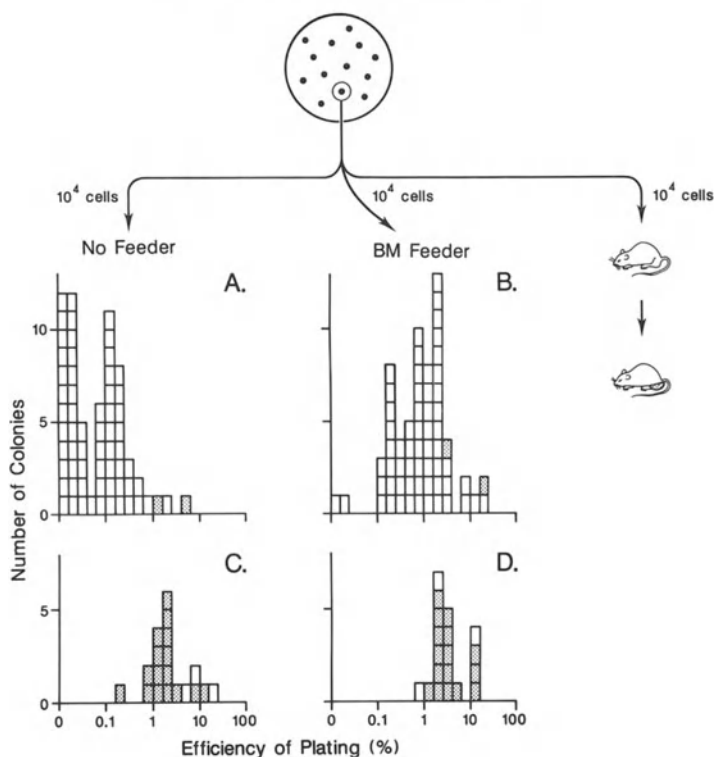 10⁴ cells
10⁴ cells
10⁴ cells
No Feeder
BM Feeder
A.
B.
10
5
0
C.
D.
5
0
0 0.1 1 10 100
0 0.1 1 10 100
Number of Colonies
Efficiency of Plating (%)